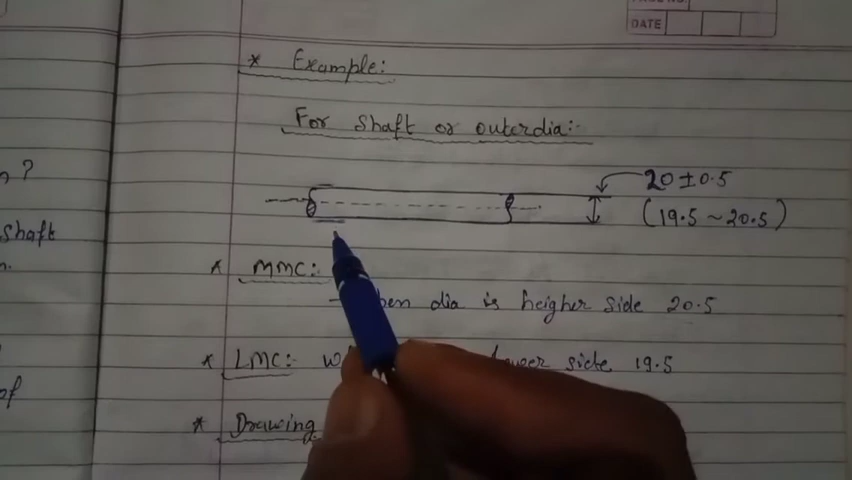 DATE
* Example:
For Shaft or outerdia:-
n ?
20 ± 0.5
(19.5 ~ 20.5)
shaft
n.
* MMC:-
dia is heigher side 20.5
* LMC:- side 19.5
of
* Drawing